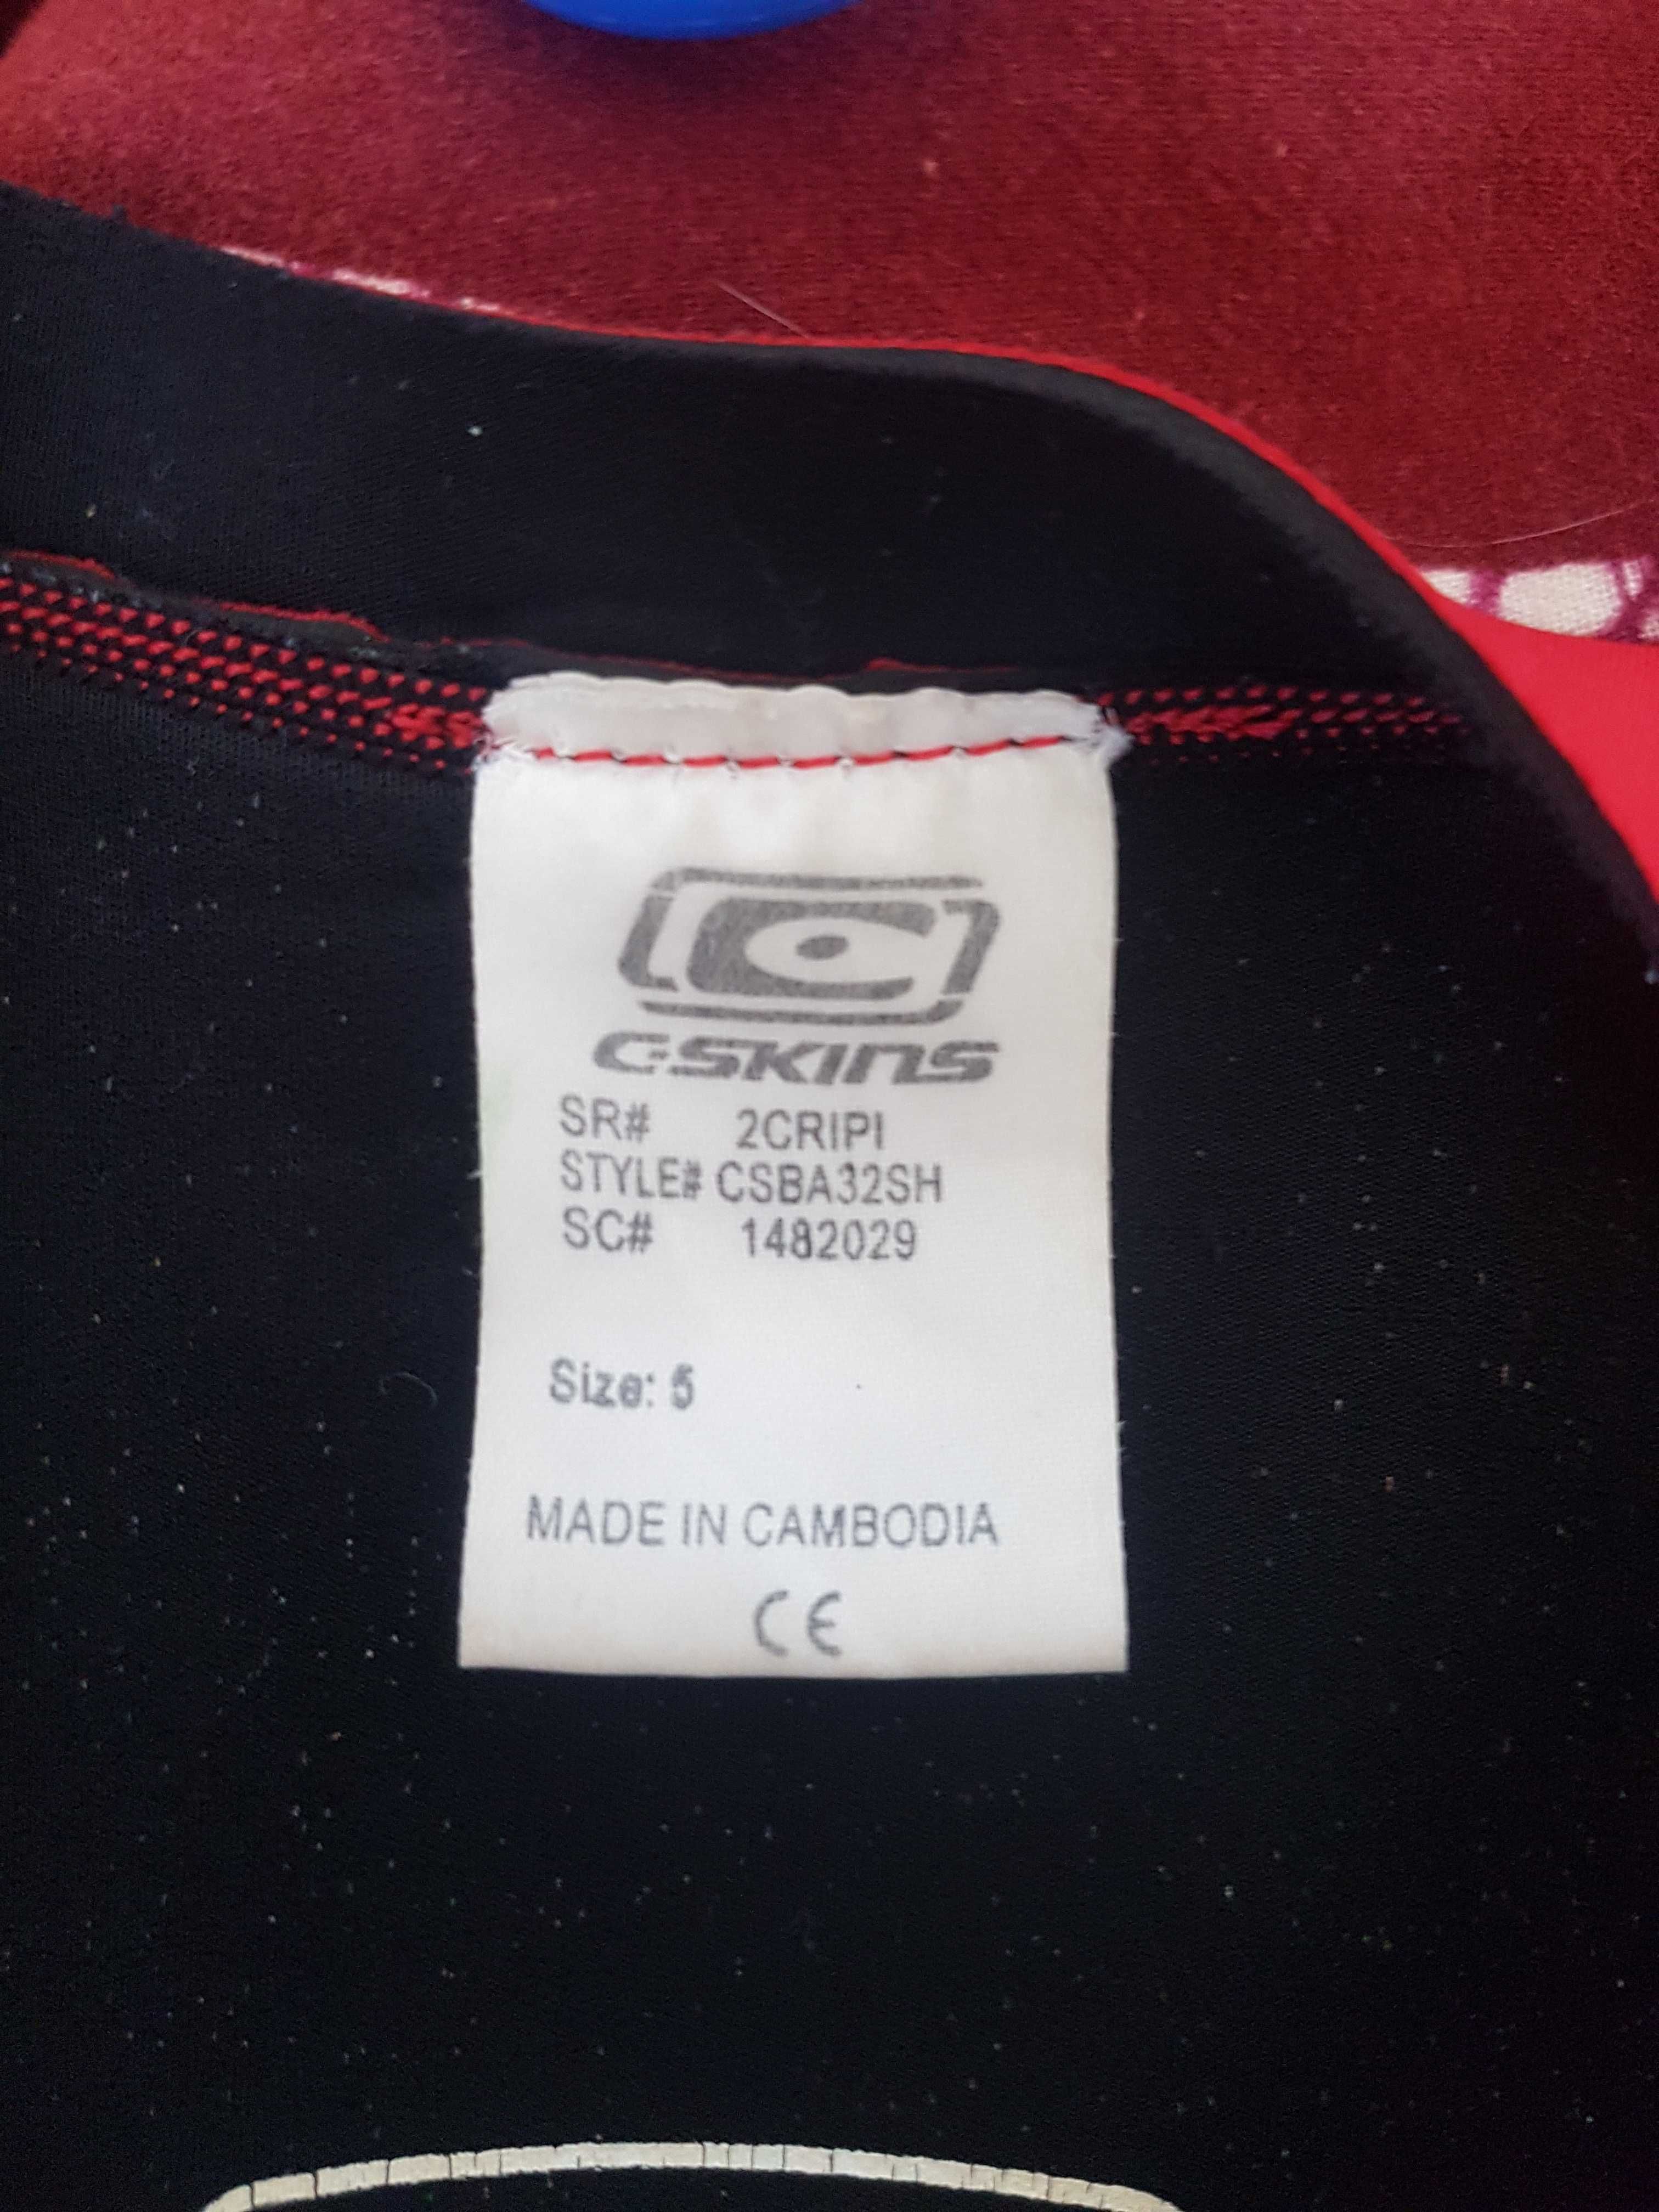 C-SKINS
SR# 2CRIPI
STYLE# CSBA32SH
SC# 1482029
Size: 5
MADE IN CAMBODIA
CE